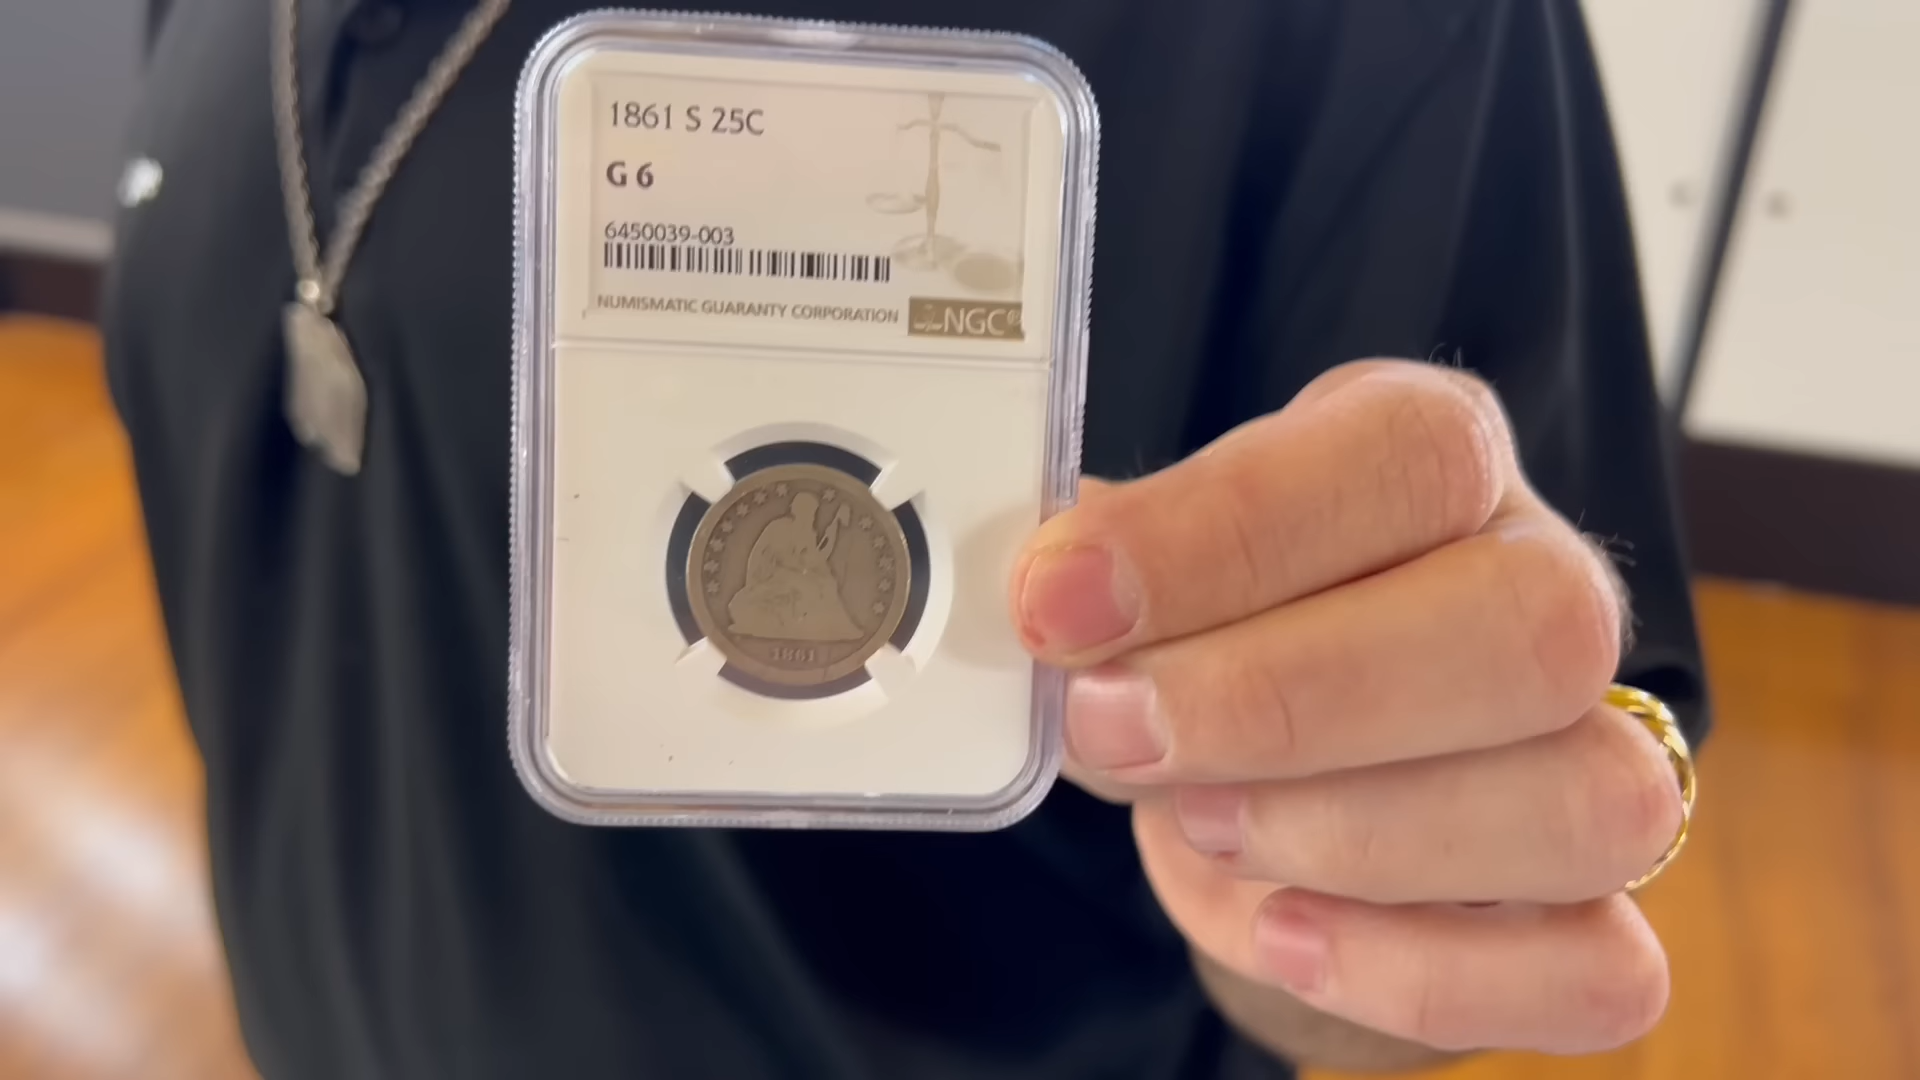 1861 S 25C
G 6
6450039-003
NUMISMATIC GUARANTY CORPORATION
NGC®
1861